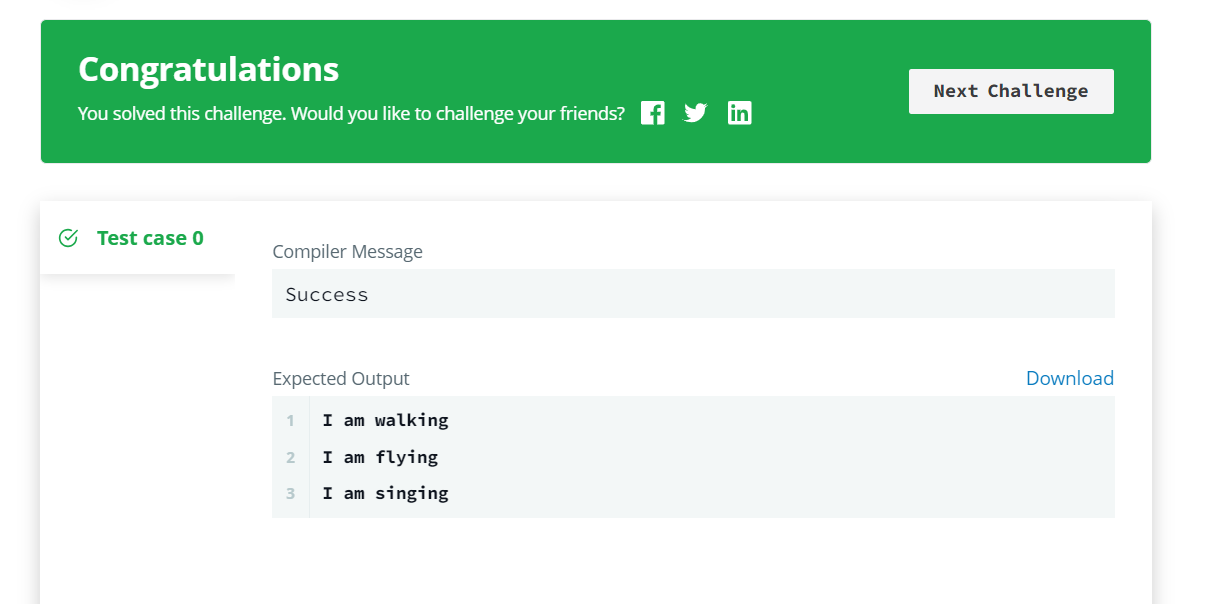 Congratulations
You solved this challenge. Would you like to challenge your friends?
Next Challenge
Test case 0
Compiler Message
Success
Expected Output
Download
1 I am walking
2 I am flying
3 I am singing